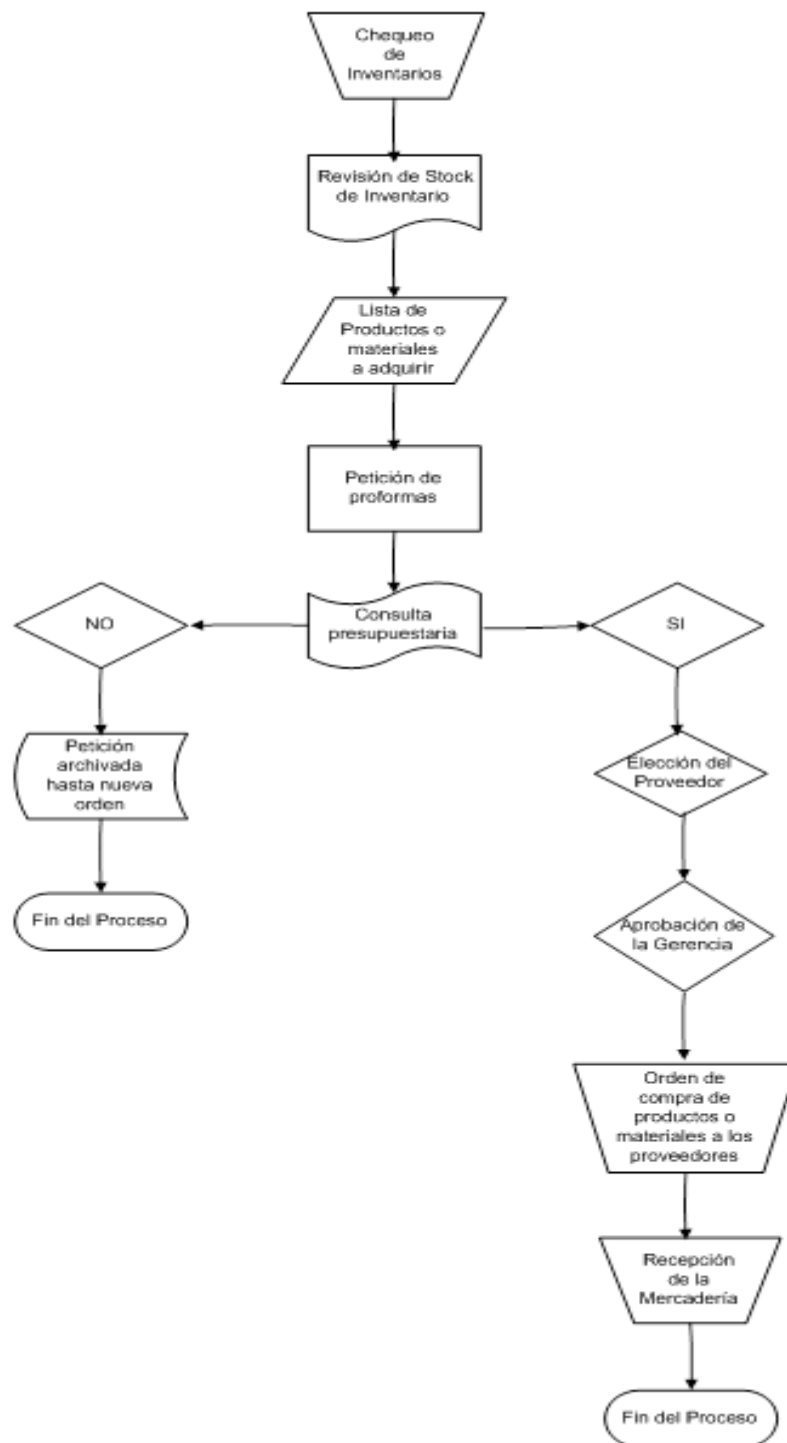 Chequeo
de
Inventarios
Revisión de Stock
de Inventario
Lista de
Productos o
materiales
a adquirir
Petición de
proformas
Consulta
presupuestaria
NO
SI
Petición
archivada
hasta nueva
orden
Fin del Proceso
Elección del
Proveedor
Aprobación de
la Gerencia
Orden de
compra de
productos o
materiales a los
proveedores
Recepción
de la
Mercadería
Fin del Proceso